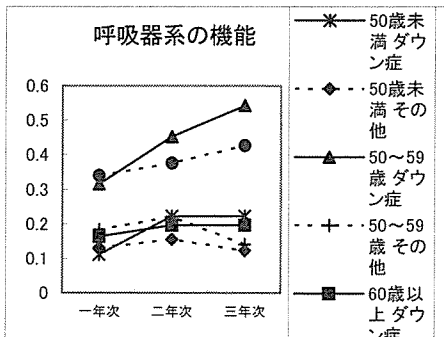 呼吸器系の機能
0.6
0.5
0.4
0.3
0.2
0.1
0
一年次 二年次 三年次
50歳未
満 ダウ
ン症
50歳未
満 その
他
50～59
歳 ダウ
ン症
50～59
歳 その
他
60歳以
上 ダウ
ン症